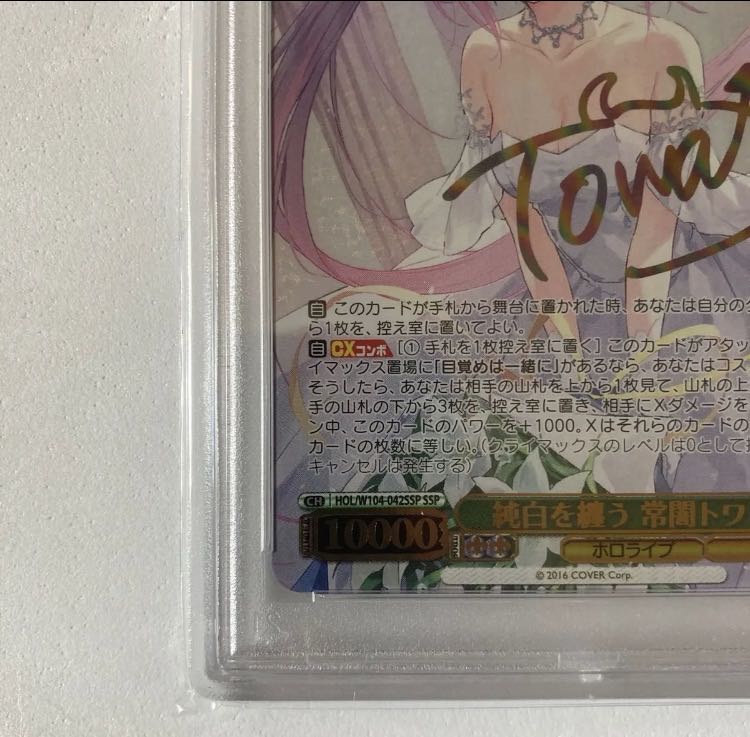 Towa
自 このカードが手札から舞台に置かれた時、あなたは自分の
ら1枚を、控え室に置いてよい。
自 CXコンボ [① 手札を1枚控え室に置く] このカードがアタッ
イマックス置場に「目覚めは一緒に」があるなら、あなたはコス
そうしたら、あなたは相手の山札を上から1枚見て、山札の上
手の山札の下から3枚を、控え室に置き、相手にXダメージを
ン中、このカードのパワーを+1000。Xはそれらのカードの
カードの枚数に等しい。(クライマックスのレベルは0として
キャンセルは発生する)
CH HOL/W104-042SSP SSP
10000
純白を纏う 常闇トワ
ホロライブ
© 2016 COVER Corp.